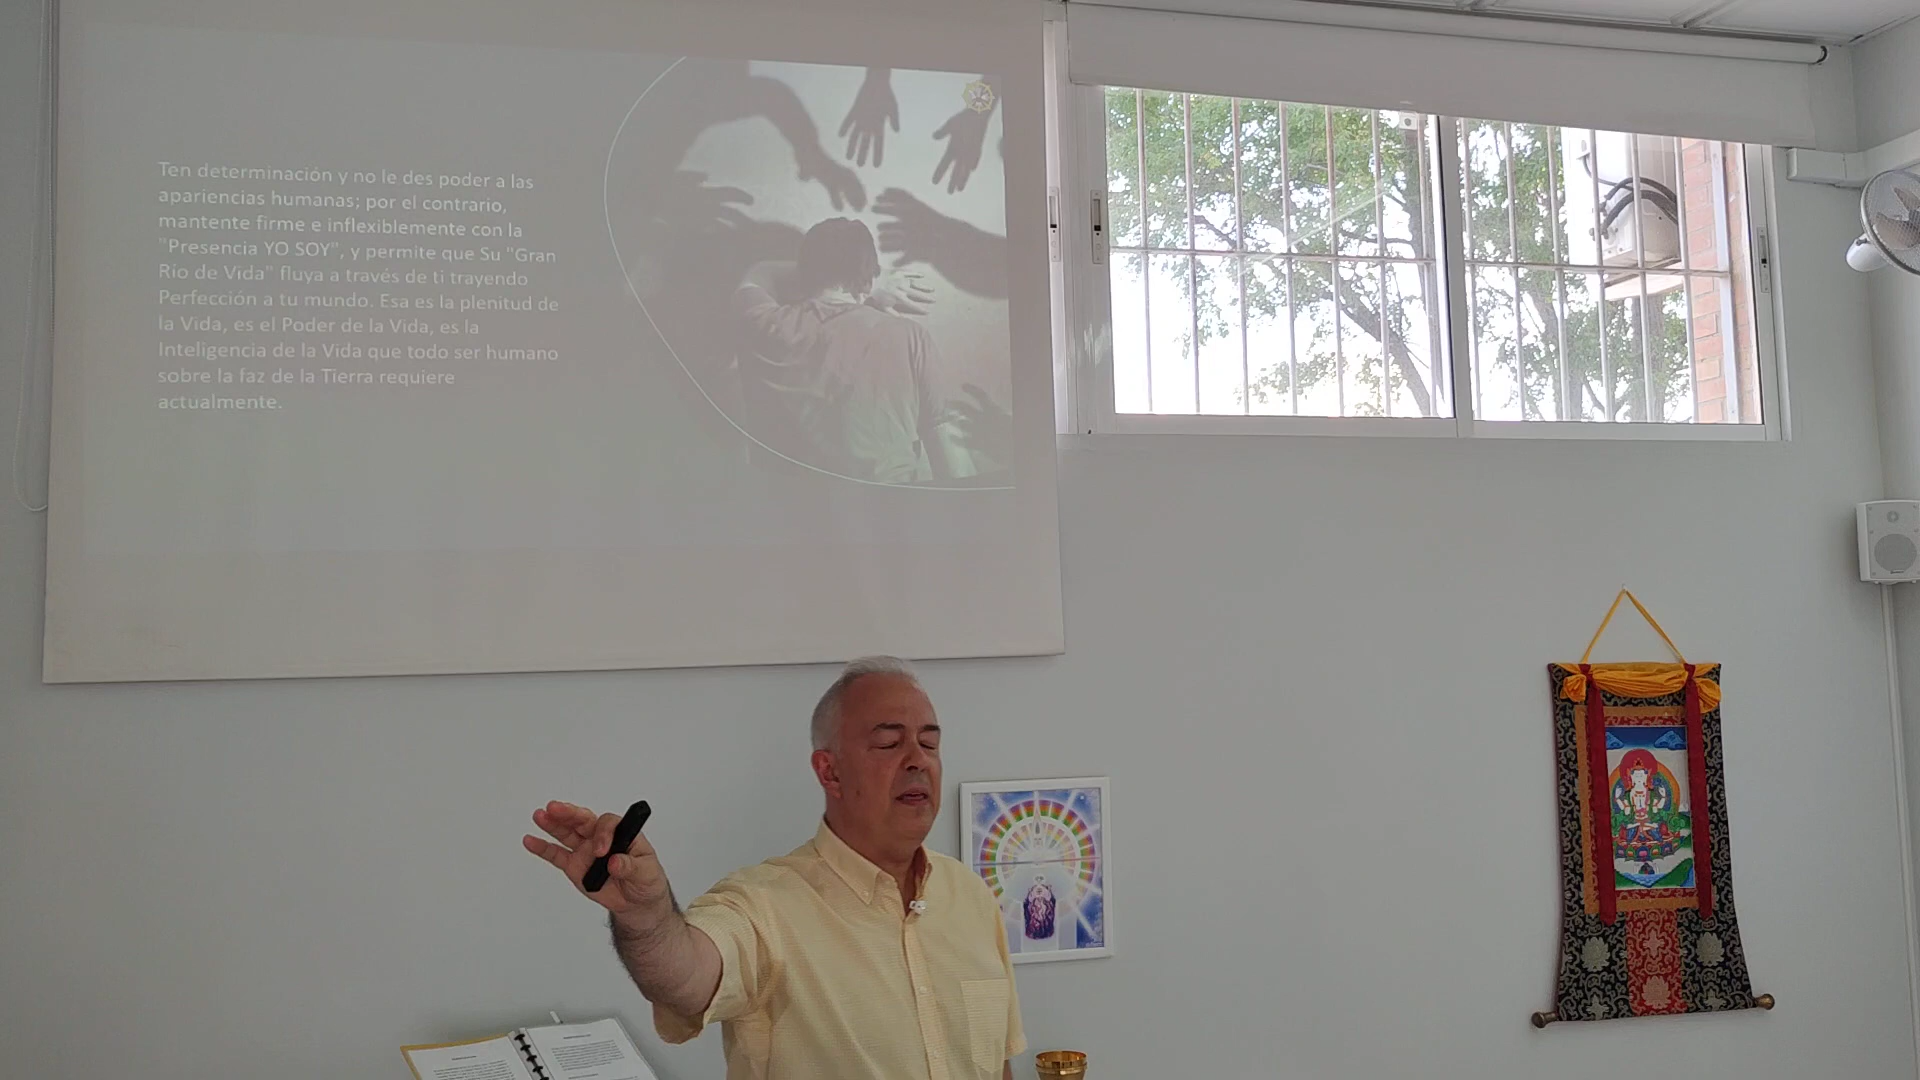 Ten determinación y no le des poder a las
apariencias humanas; por el contrario,
mantente firme e inflexiblemente con la
"Presencia YO SOY", y permite que Su "Gran
Río de Vida" fluya a través de ti trayendo
Perfección a tu mundo. Esa es la plenitud de
la Vida, es el Poder de la Vida, es la
Inteligencia de la Vida que todo ser humano
sobre la faz de la Tierra requiere
actualmente.